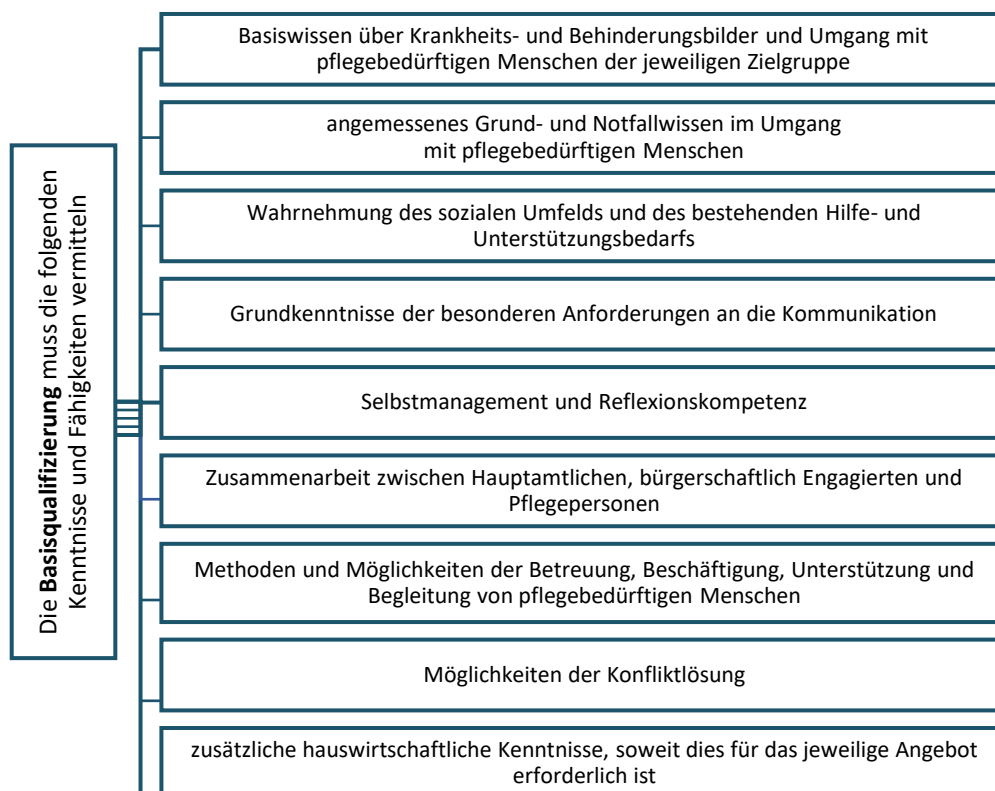 Die Basisqualifizierung muss die folgenden
Kenntnisse und Fähigkeiten vermitteln
Basiswissen über Krankheits- und Behinderungsbilder und Umgang mit
pflegebedürftigen Menschen der jeweiligen Zielgruppe
angemessenes Grund- und Notfallwissen im Umgang
mit pflegebedürftigen Menschen
Wahrnehmung des sozialen Umfelds und des bestehenden Hilfe- und
Unterstützungsbedarfs
Grundkenntnisse der besonderen Anforderungen an die Kommunikation
Selbstmanagement und Reflexionskompetenz
Zusammenarbeit zwischen Hauptamtlichen, bürgerschaftlich Engagierten und
Pflegepersonen
Methoden und Möglichkeiten der Betreuung, Beschäftigung, Unterstützung und
Begleitung von pflegebedürftigen Menschen
Möglichkeiten der Konfliktlösung
zusätzliche hauswirtschaftliche Kenntnisse, soweit dies für das jeweilige Angebot
erforderlich ist